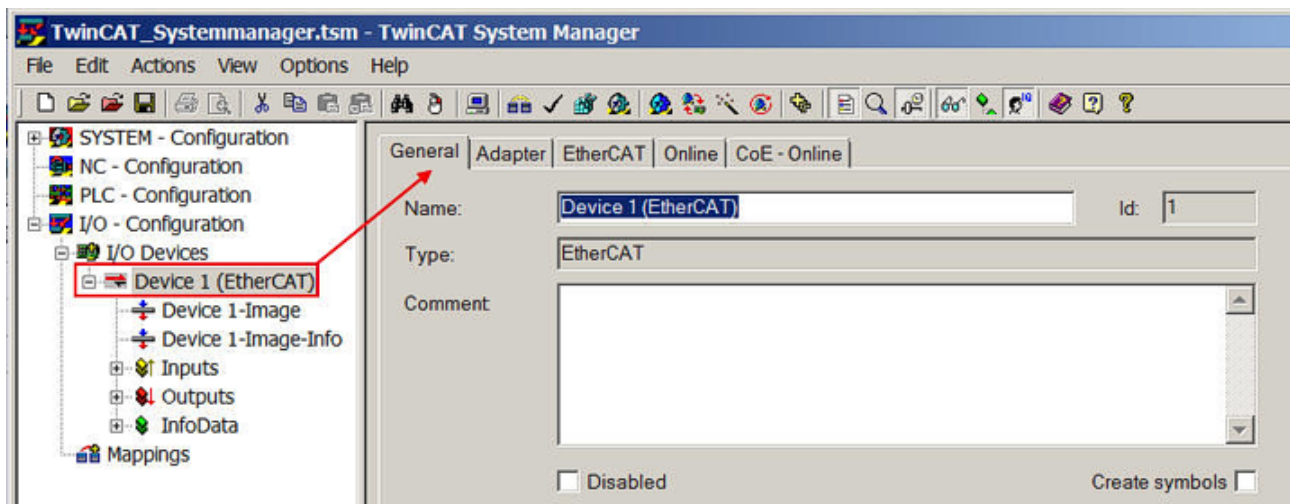 TwinCAT_Systemmanager.tsm - TwinCAT System Manager
File Edit Actions View Options Help
SYSTEM - Configuration
NC - Configuration
PLC - Configuration
I/O - Configuration
I/O Devices
Device 1 (EtherCAT)
Device 1-Image
Device 1-Image-Info
Inputs
Outputs
InfoData
Mappings
General Adapter EtherCAT Online CoE - Online
Name: Device 1 (EtherCAT) Id: 1
Type: EtherCAT
Comment:
Disabled Create symbols